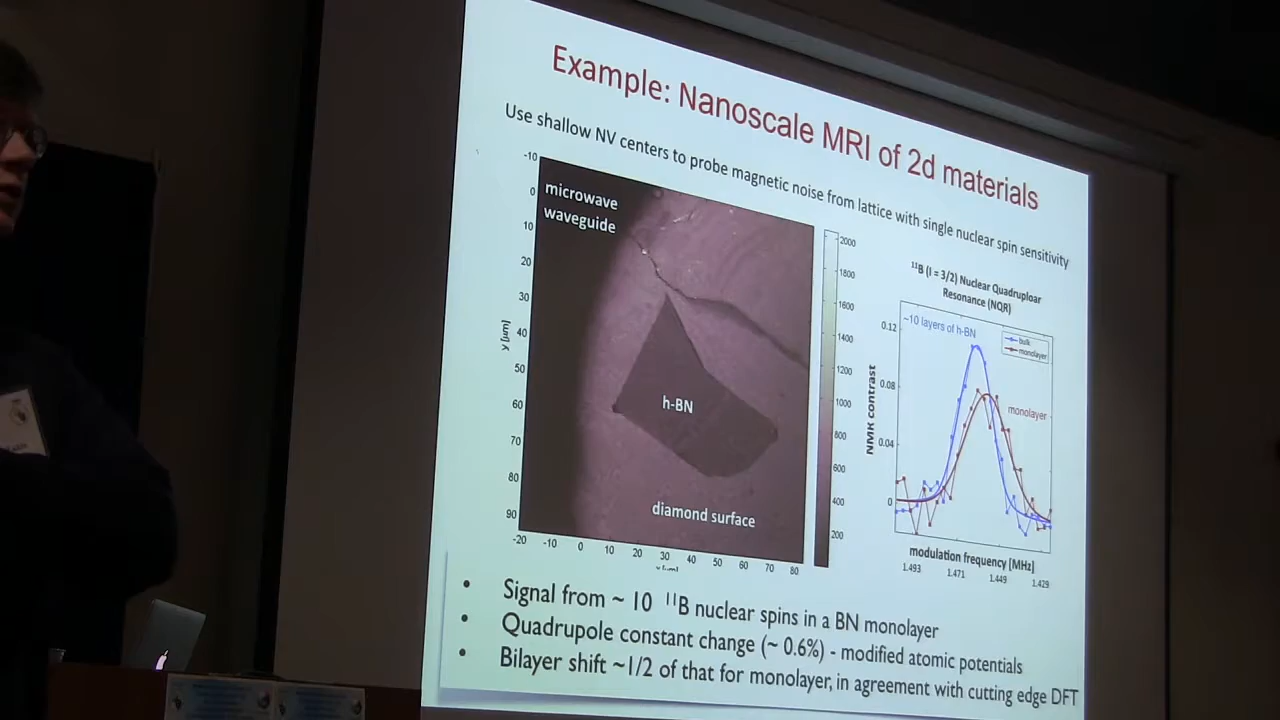 Example: Nanoscale MRI of 2d materials
Use shallow NV centers to probe magnetic noise from lattice with single nuclear spin sensitivity
-10
0
10
20
30
40
50
60
70
80
90
y [μm]
microwave
waveguide
h-BN
diamond surface
-20 -10 0 10 20 30 40 50 60 70 80
2000
1800
1600
1400
1200
1000
800
600
400
200
¹¹B (I = 3/2) Nuclear Quadruploar
Resonance (NQR)
~10 layers of h-BN
bulk
monolayer
monolayer
NMR contrast
0.12
0.08
0.04
0
modulation frequency [MHz]
1.493 1.471 1.449 1.429
• Signal from ~ 10 ¹¹B nuclear spins in a BN monolayer
• Quadrupole constant change (~ 0.6%) - modified atomic potentials
• Bilayer shift ~1/2 of that for monolayer, in agreement with cutting edge DFT